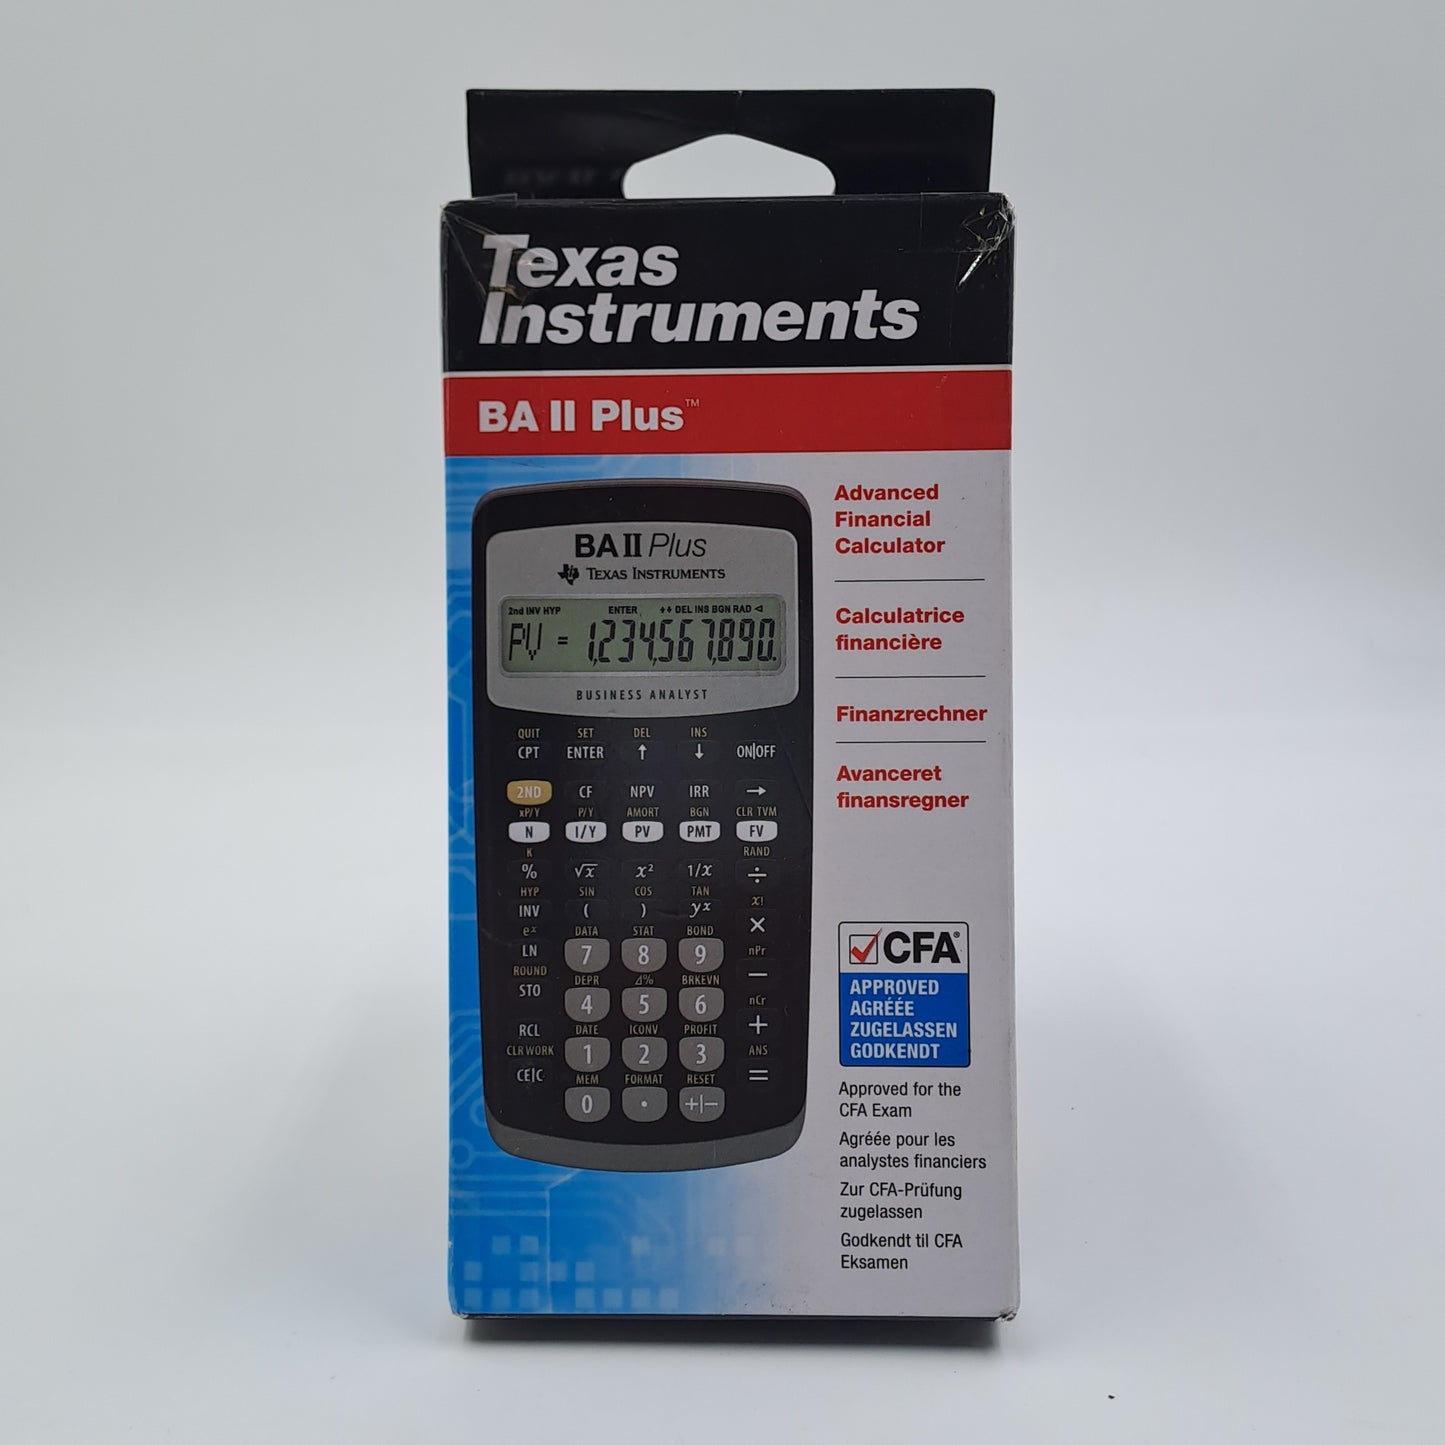 Texas
Instruments
BA II Plus™
Advanced
Financial
Calculator
Calculatrice
financière
Finanzrechner
Avanceret
finansregner
BA II Plus
TEXAS INSTRUMENTS
2nd INV HYP ENTER ↑↓ DEL INS BGN RAD ◁
PV = 1,234,567,890.
BUSINESS ANALYST
QUIT SET DEL INS
CPT ENTER ↑ ↓ ON|OFF
2ND CF NPV IRR →
xP/Y P/Y AMORT BGN CLR TVM
N I/Y PV PMT FV
K RAND
% √x x² 1/x ÷
HYP SIN COS TAN x!
INV ( ) yˣ ×
eˣ DATA STAT BOND nPr
LN 7 8 9 −
ROUND DEPR Δ% BRKEVN nCr
STO 4 5 6 +
RCL DATE ICONV PROFIT
CLR WORK 1 2 3 ANS
CE|C MEM FORMAT RESET =
0 . +|−
CFA®
APPROVED
AGRÉÉE
ZUGELASSEN
GODKENDT
Approved for the
CFA Exam
Agréée pour les
analystes financiers
Zur CFA-Prüfung
zugelassen
Godkendt til CFA
Eksamen